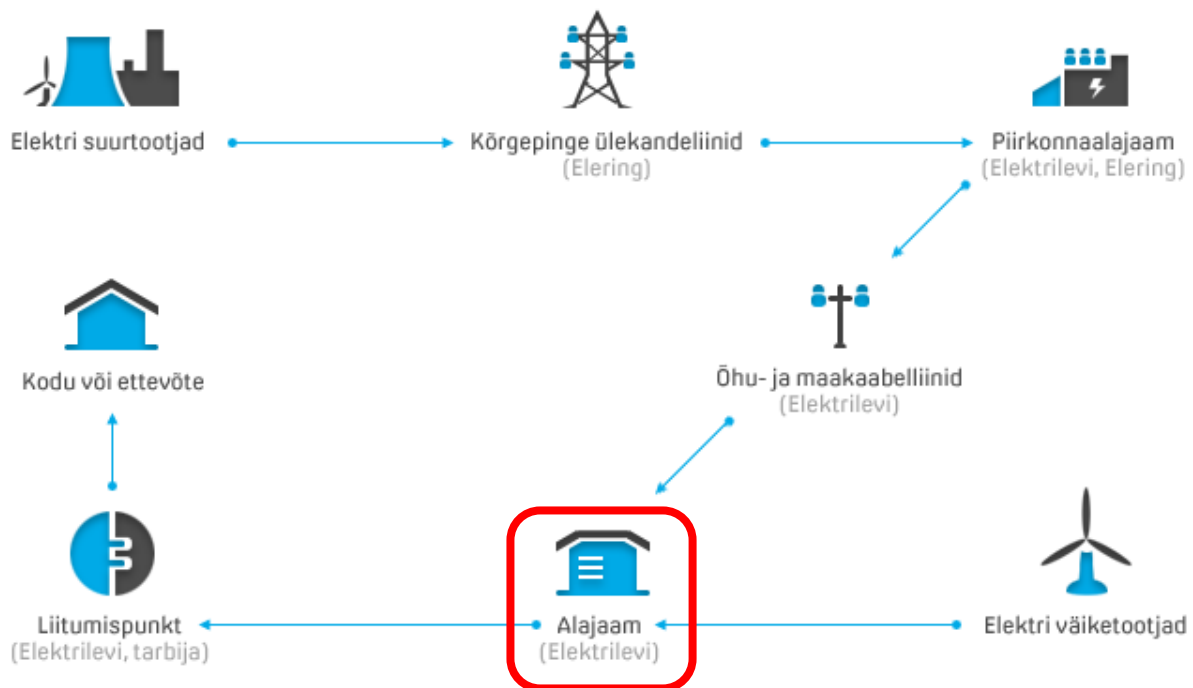 Elektri suurtootjad
Kõrgepinge ülekandeliinid
(Elering)
Piirkonnaalajaam
(Elektrilevi, Elering)
Kodu või ettevõte
Õhu- ja maakaabelliinid
(Elektrilevi)
Liitumispunkt
(Elektrilevi, tarbija)
Alajaam
(Elektrilevi)
Elektri väiketootjad